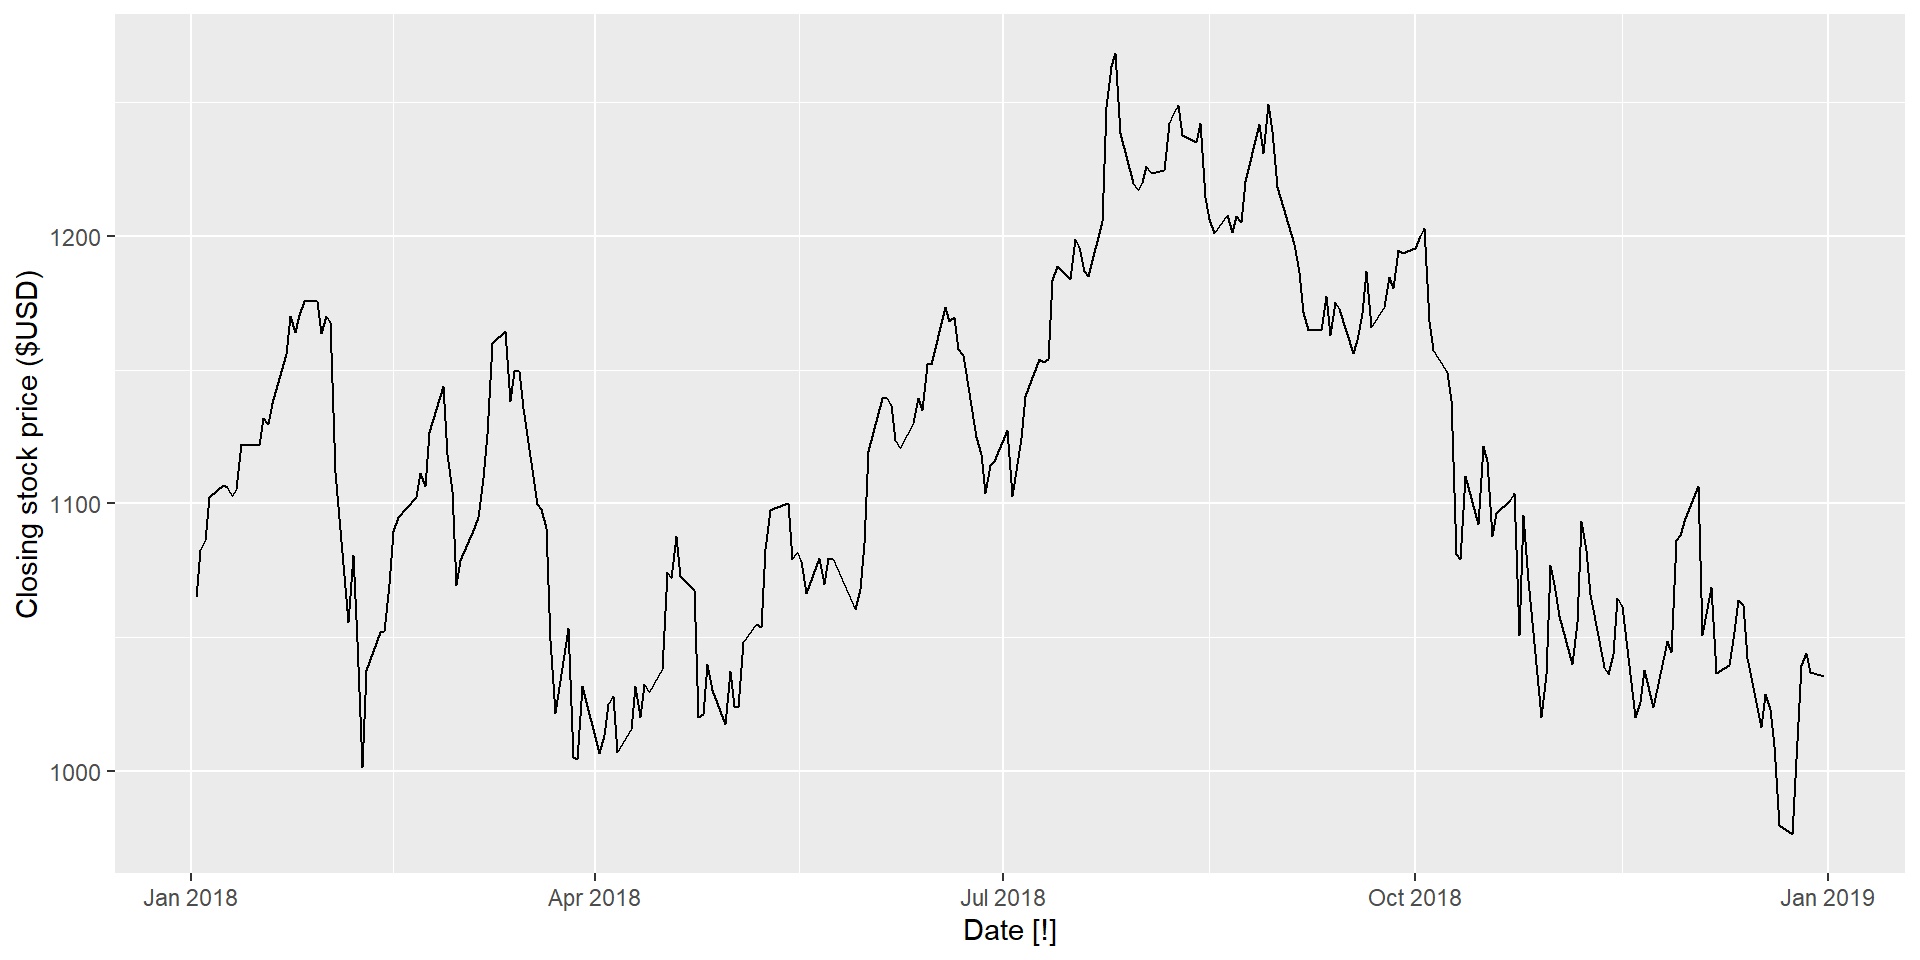 Closing stock price ($USD)
1200
1100
1000
Jan 2018
Apr 2018
Jul 2018
Oct 2018
Jan 2019
Date [!]